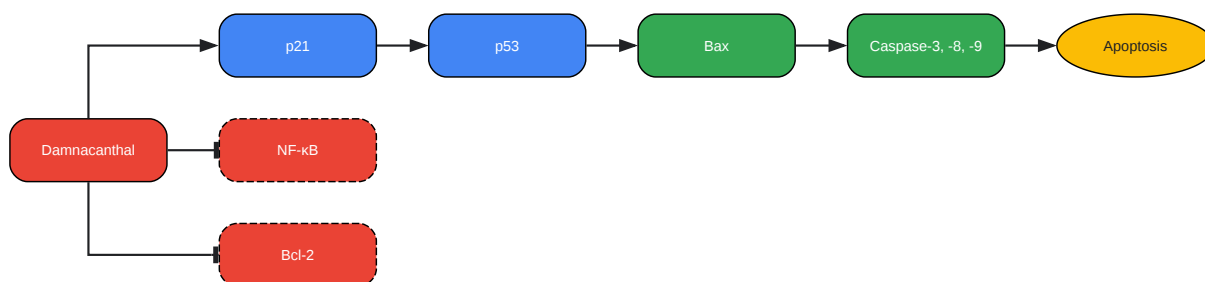 p21
p53
Bax
Caspase-3, -8, -9
Apoptosis
Damnacanthal
NF-κB
Bcl-2